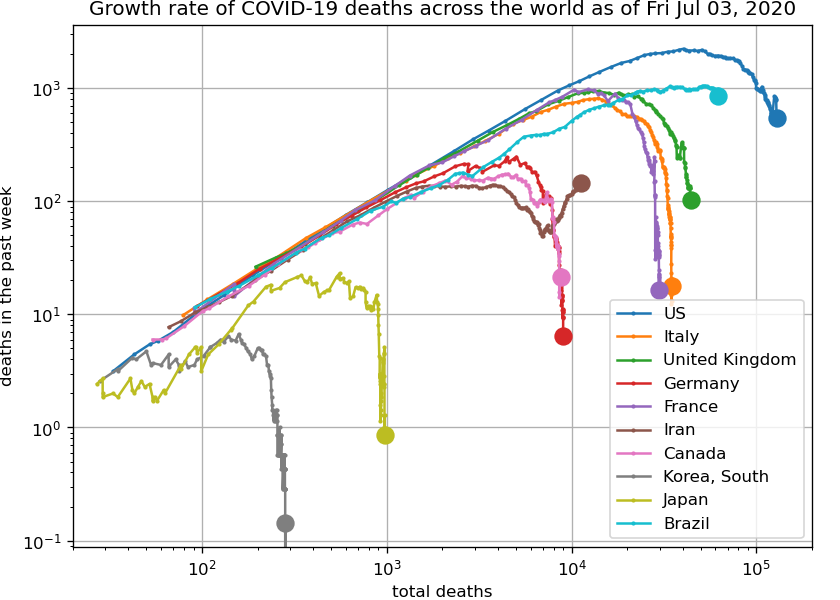 Growth rate of COVID-19 deaths across the world as of Fri Jul 03, 2020
deaths in the past week
10³
10²
10¹
10⁰
10⁻¹
US
Italy
United Kingdom
Germany
France
Iran
Canada
Korea, South
Japan
Brazil
10² 10³ 10⁴ 10⁵
total deaths